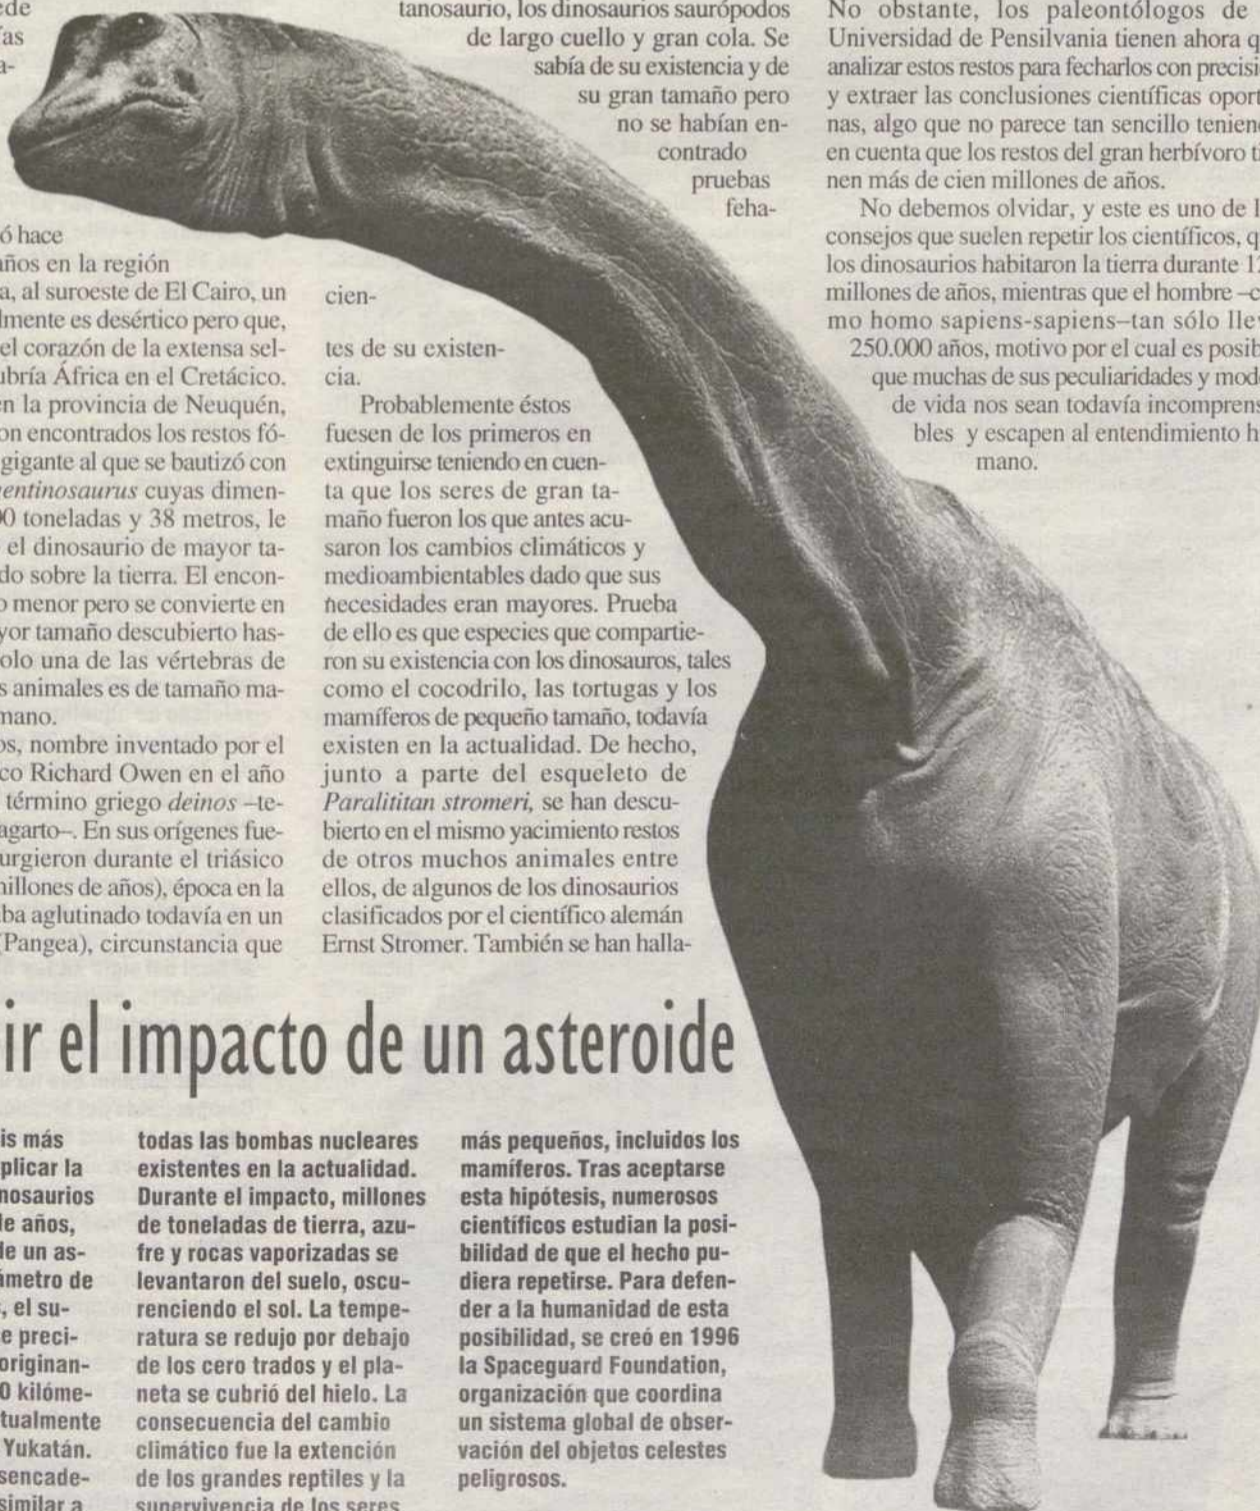 ede
ías
a-
ó hace
años en la región
a, al suroeste de El Cairo, un
lmente es desértico pero que,
el corazón de la extensa sel-
ubría África en el Cretácico.
en la provincia de Neuquén,
on encontrados los restos fó-
gigante al que se bautizó con
entinosaurus cuyas dimen-
00 toneladas y 38 metros, le
el dinosaurio de mayor ta-
do sobre la tierra. El encon-
o menor pero se convierte en
yor tamaño descubierto has-
olo una de las vértebras de
s animales es de tamaño ma-
mano.
os, nombre inventado por el
co Richard Owen en el año
término griego deinos –te-
agarto–. En sus orígenes fue-
urgieron durante el triásico
millones de años), época en la
ba aglutinado todavía en un
(Pangea), circunstancia que
tanosaurio, los dinosaurios saurópodos
de largo cuello y gran cola. Se
sabía de su existencia y de
su gran tamaño pero
no se habían en-
contrado
pruebas
feha-
cien-
tes de su existen-
cia.
Probablemente éstos
fuesen de los primeros en
extinguirse teniendo en cuen-
ta que los seres de gran ta-
maño fueron los que antes acu-
saron los cambios climáticos y
medioambientables dado que sus
necesidades eran mayores. Prueba
de ello es que especies que compartie-
ron su existencia con los dinosauros, tales
como el cocodrilo, las tortugas y los
mamíferos de pequeño tamaño, todavía
existen en la actualidad. De hecho,
junto a parte del esqueleto de
Paralititan stromeri, se han descu-
bierto en el mismo yacimiento restos
de otros muchos animales entre
ellos, de algunos de los dinosaurios
clasificados por el científico alemán
Ernst Stromer. También se han halla-
No obstante, los paleontólogos de
Universidad de Pensilvania tienen ahora q
analizar estos restos para fecharlos con precisi
y extraer las conclusiones científicas oport
nas, algo que no parece tan sencillo tenien
en cuenta que los restos del gran herbívoro ti
nen más de cien millones de años.
No debemos olvidar, y este es uno de l
consejos que suelen repetir los científicos, q
los dinosaurios habitaron la tierra durante 1
millones de años, mientras que el hombre –c
mo homo sapiens-sapiens–tan sólo lle
250.000 años, motivo por el cual es posib
que muchas de sus peculiaridades y mod
de vida nos sean todavía incomprens
bles y escapen al entendimiento h
mano.
ir el impacto de un asteroide
is más
plicar la
nosaurios
de años,
de un as-
ámetro de
s, el su-
e preci-
originan-
0 kilóme-
tualmente
Yukatán.
sencade-
similar a
todas las bombas nucleares
existentes en la actualidad.
Durante el impacto, millones
de toneladas de tierra, azu-
fre y rocas vaporizadas se
levantaron del suelo, oscu-
renciendo el sol. La tempe-
ratura se redujo por debajo
de los cero trados y el pla-
neta se cubrió del hielo. La
consecuencia del cambio
climático fue la extención
de los grandes reptiles y la
supervivencia de los seres
más pequeños, incluidos los
mamíferos. Tras aceptarse
esta hipótesis, numerosos
científicos estudian la posi-
bilidad de que el hecho pu-
diera repetirse. Para defen-
der a la humanidad de esta
posibilidad, se creó en 1996
la Spaceguard Foundation,
organización que coordina
un sistema global de obser-
vación del objetos celestes
peligrosos.